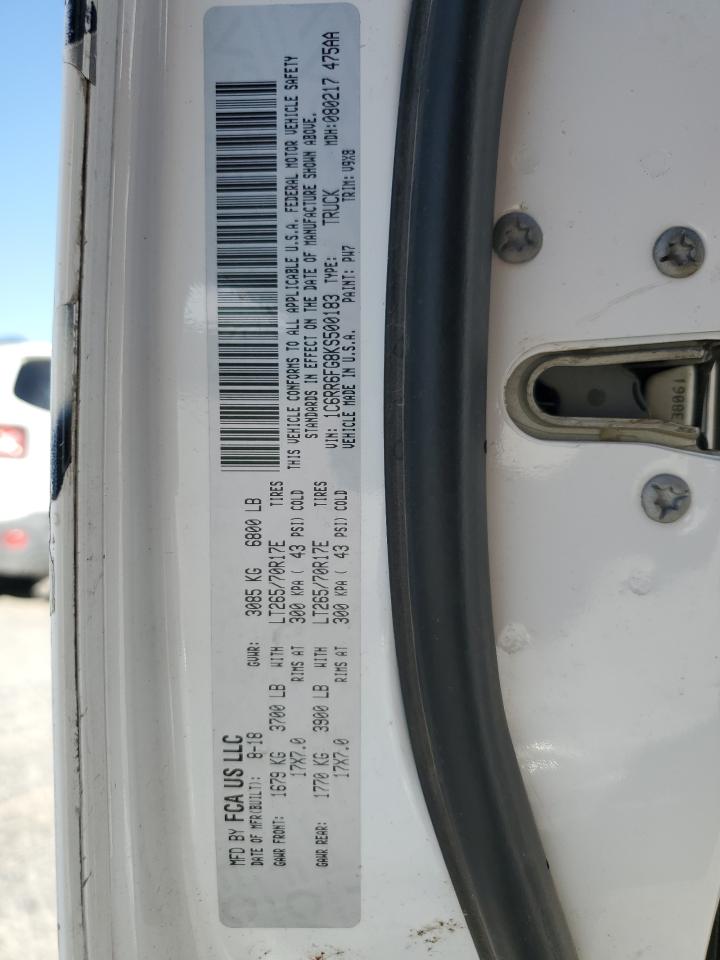 MFD BY FCA US LLC
DATE OF MFR(BUILT): 8-18 GVWR: 3085 KG 6800 LB
GAWR FRONT: 1679 KG 3700 LB WITH LT265/70R17E TIRES
17X7.0 RIMS AT 300 KPA ( 43 PSI) COLD
GAWR REAR: 1770 KG 3900 LB WITH LT265/70R17E TIRES
17X7.0 RIMS AT 300 KPA ( 43 PSI) COLD
THIS VEHICLE CONFORMS TO ALL APPLICABLE U.S.A. FEDERAL MOTOR VEHICLE SAFETY
STANDARDS IN EFFECT ON THE DATE OF MANUFACTURE SHOWN ABOVE.
VIN: 1C6RR6FG8KS500183 TYPE: TRUCK MDH:080217 475AA
VEHICLE MADE IN U.S.A. PAINT: PW7 TRIM: V9X8
38061